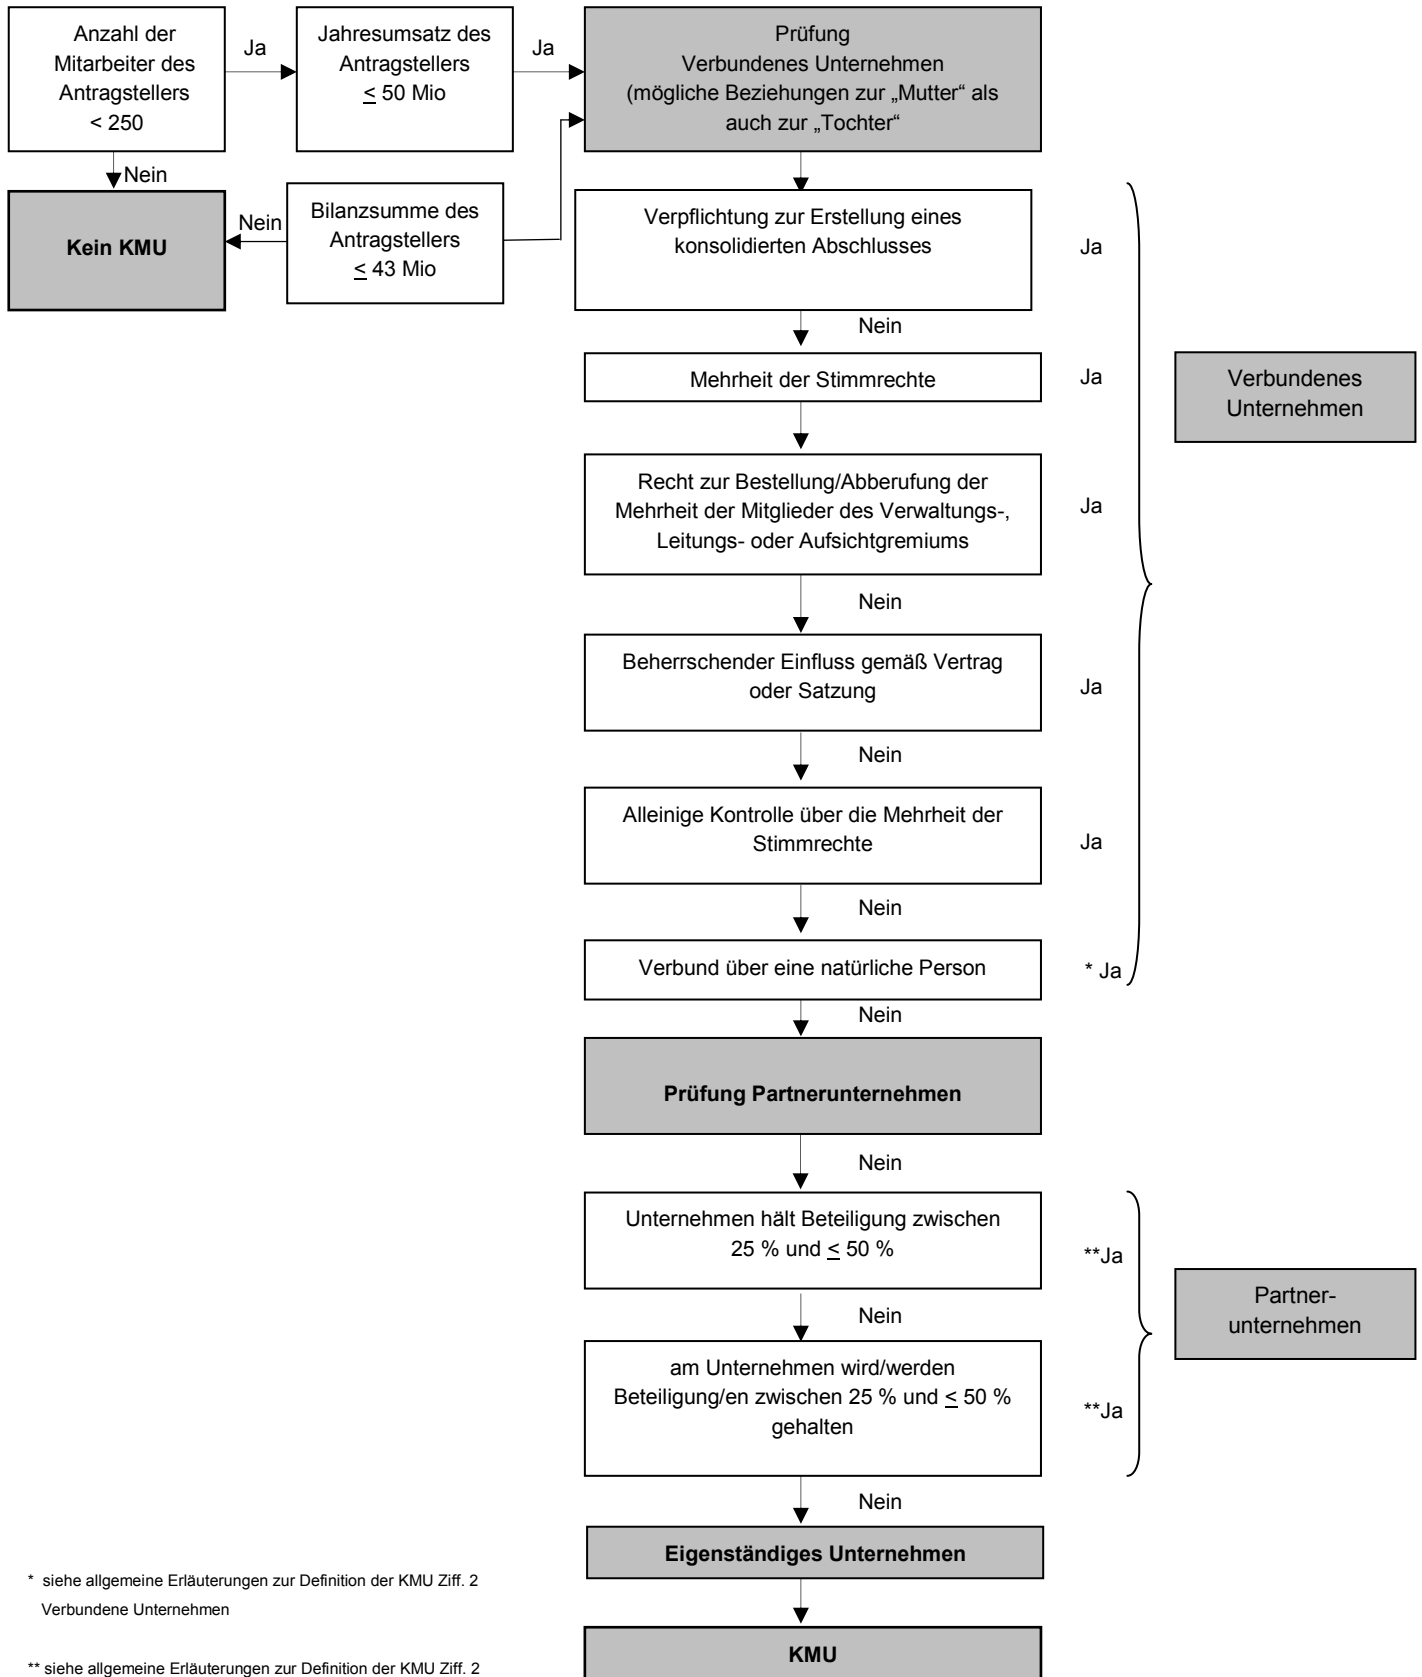 Anzahl der
Mitarbeiter des
Antragstellers
< 250
Ja
Jahresumsatz des
Antragstellers
≤ 50 Mio
Ja
Prüfung
Verbundenes Unternehmen
(mögliche Beziehungen zur „Mutter“ als
auch zur „Tochter“
Nein
Kein KMU
Nein
Bilanzsumme des
Antragstellers
≤ 43 Mio
Verpflichtung zur Erstellung eines
konsolidierten Abschlusses
Ja
Nein
Mehrheit der Stimmrechte
Ja
Verbundenes
Unternehmen
Recht zur Bestellung/Abberufung der
Mehrheit der Mitglieder des Verwaltungs-,
Leitungs- oder Aufsichtgremiums
Ja
Nein
Beherrschender Einfluss gemäß Vertrag
oder Satzung
Ja
Nein
Alleinige Kontrolle über die Mehrheit der
Stimmrechte
Ja
Nein
Verbund über eine natürliche Person
* Ja
Nein
Prüfung Partnerunternehmen
Nein
Unternehmen hält Beteiligung zwischen
25 % und ≤ 50 %
**Ja
Partner-
unternehmen
Nein
am Unternehmen wird/werden
Beteiligung/en zwischen 25 % und ≤ 50 %
gehalten
**Ja
Nein
Eigenständiges Unternehmen
KMU
* siehe allgemeine Erläuterungen zur Definition der KMU Ziff. 2
Verbundene Unternehmen
** siehe allgemeine Erläuterungen zur Definition der KMU Ziff. 2